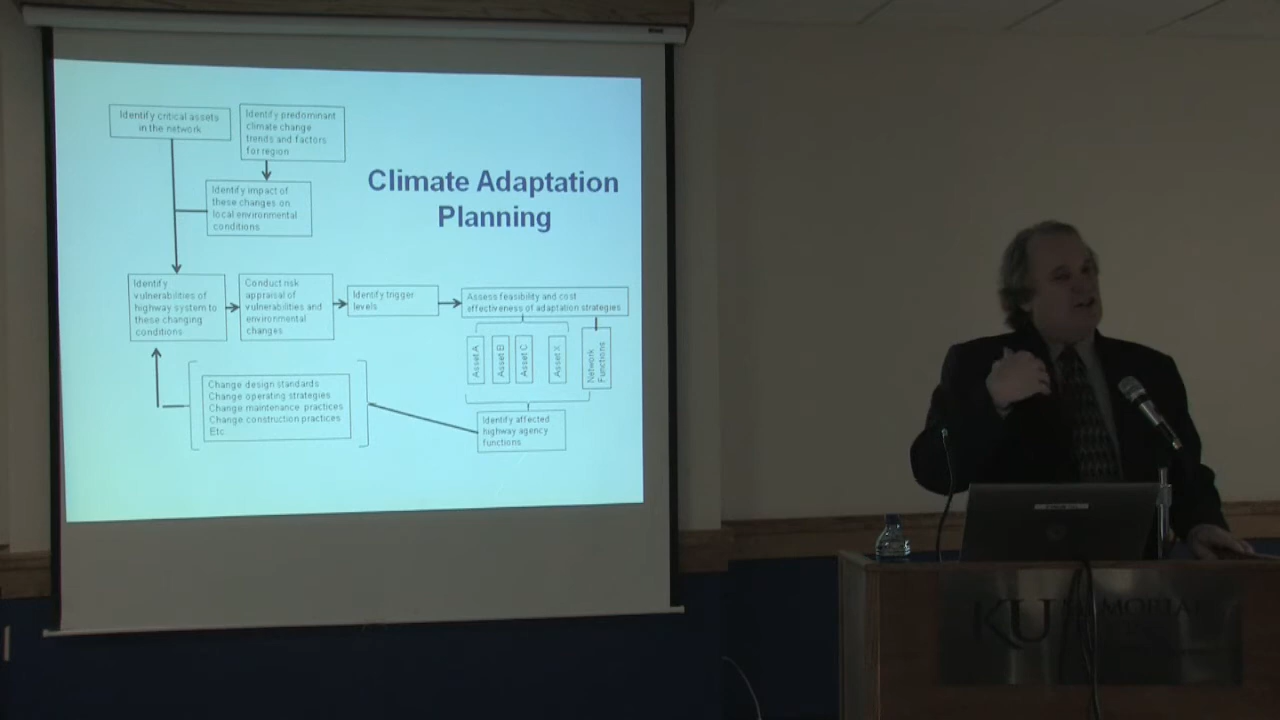 Identify critical assets
in the network
Identify predominant
climate change
trends and factors
for region
Climate Adaptation
Planning
Identify impact of
these changes on
local environmental
conditions
Identify
vulnerabilities of
highway system to
these changing
conditions
Conduct risk
appraisal of
vulnerabilities and
environmental
changes
Identify trigger
levels
Assess feasibility and cost
effectiveness of adaptation strategies
Asset A
Asset B
Asset C
Asset X
Network
Functions
Change design standards
Change operating strategies
Change maintenance practices
Change construction practices
Etc
Identify affected
highway agency
functions
KU